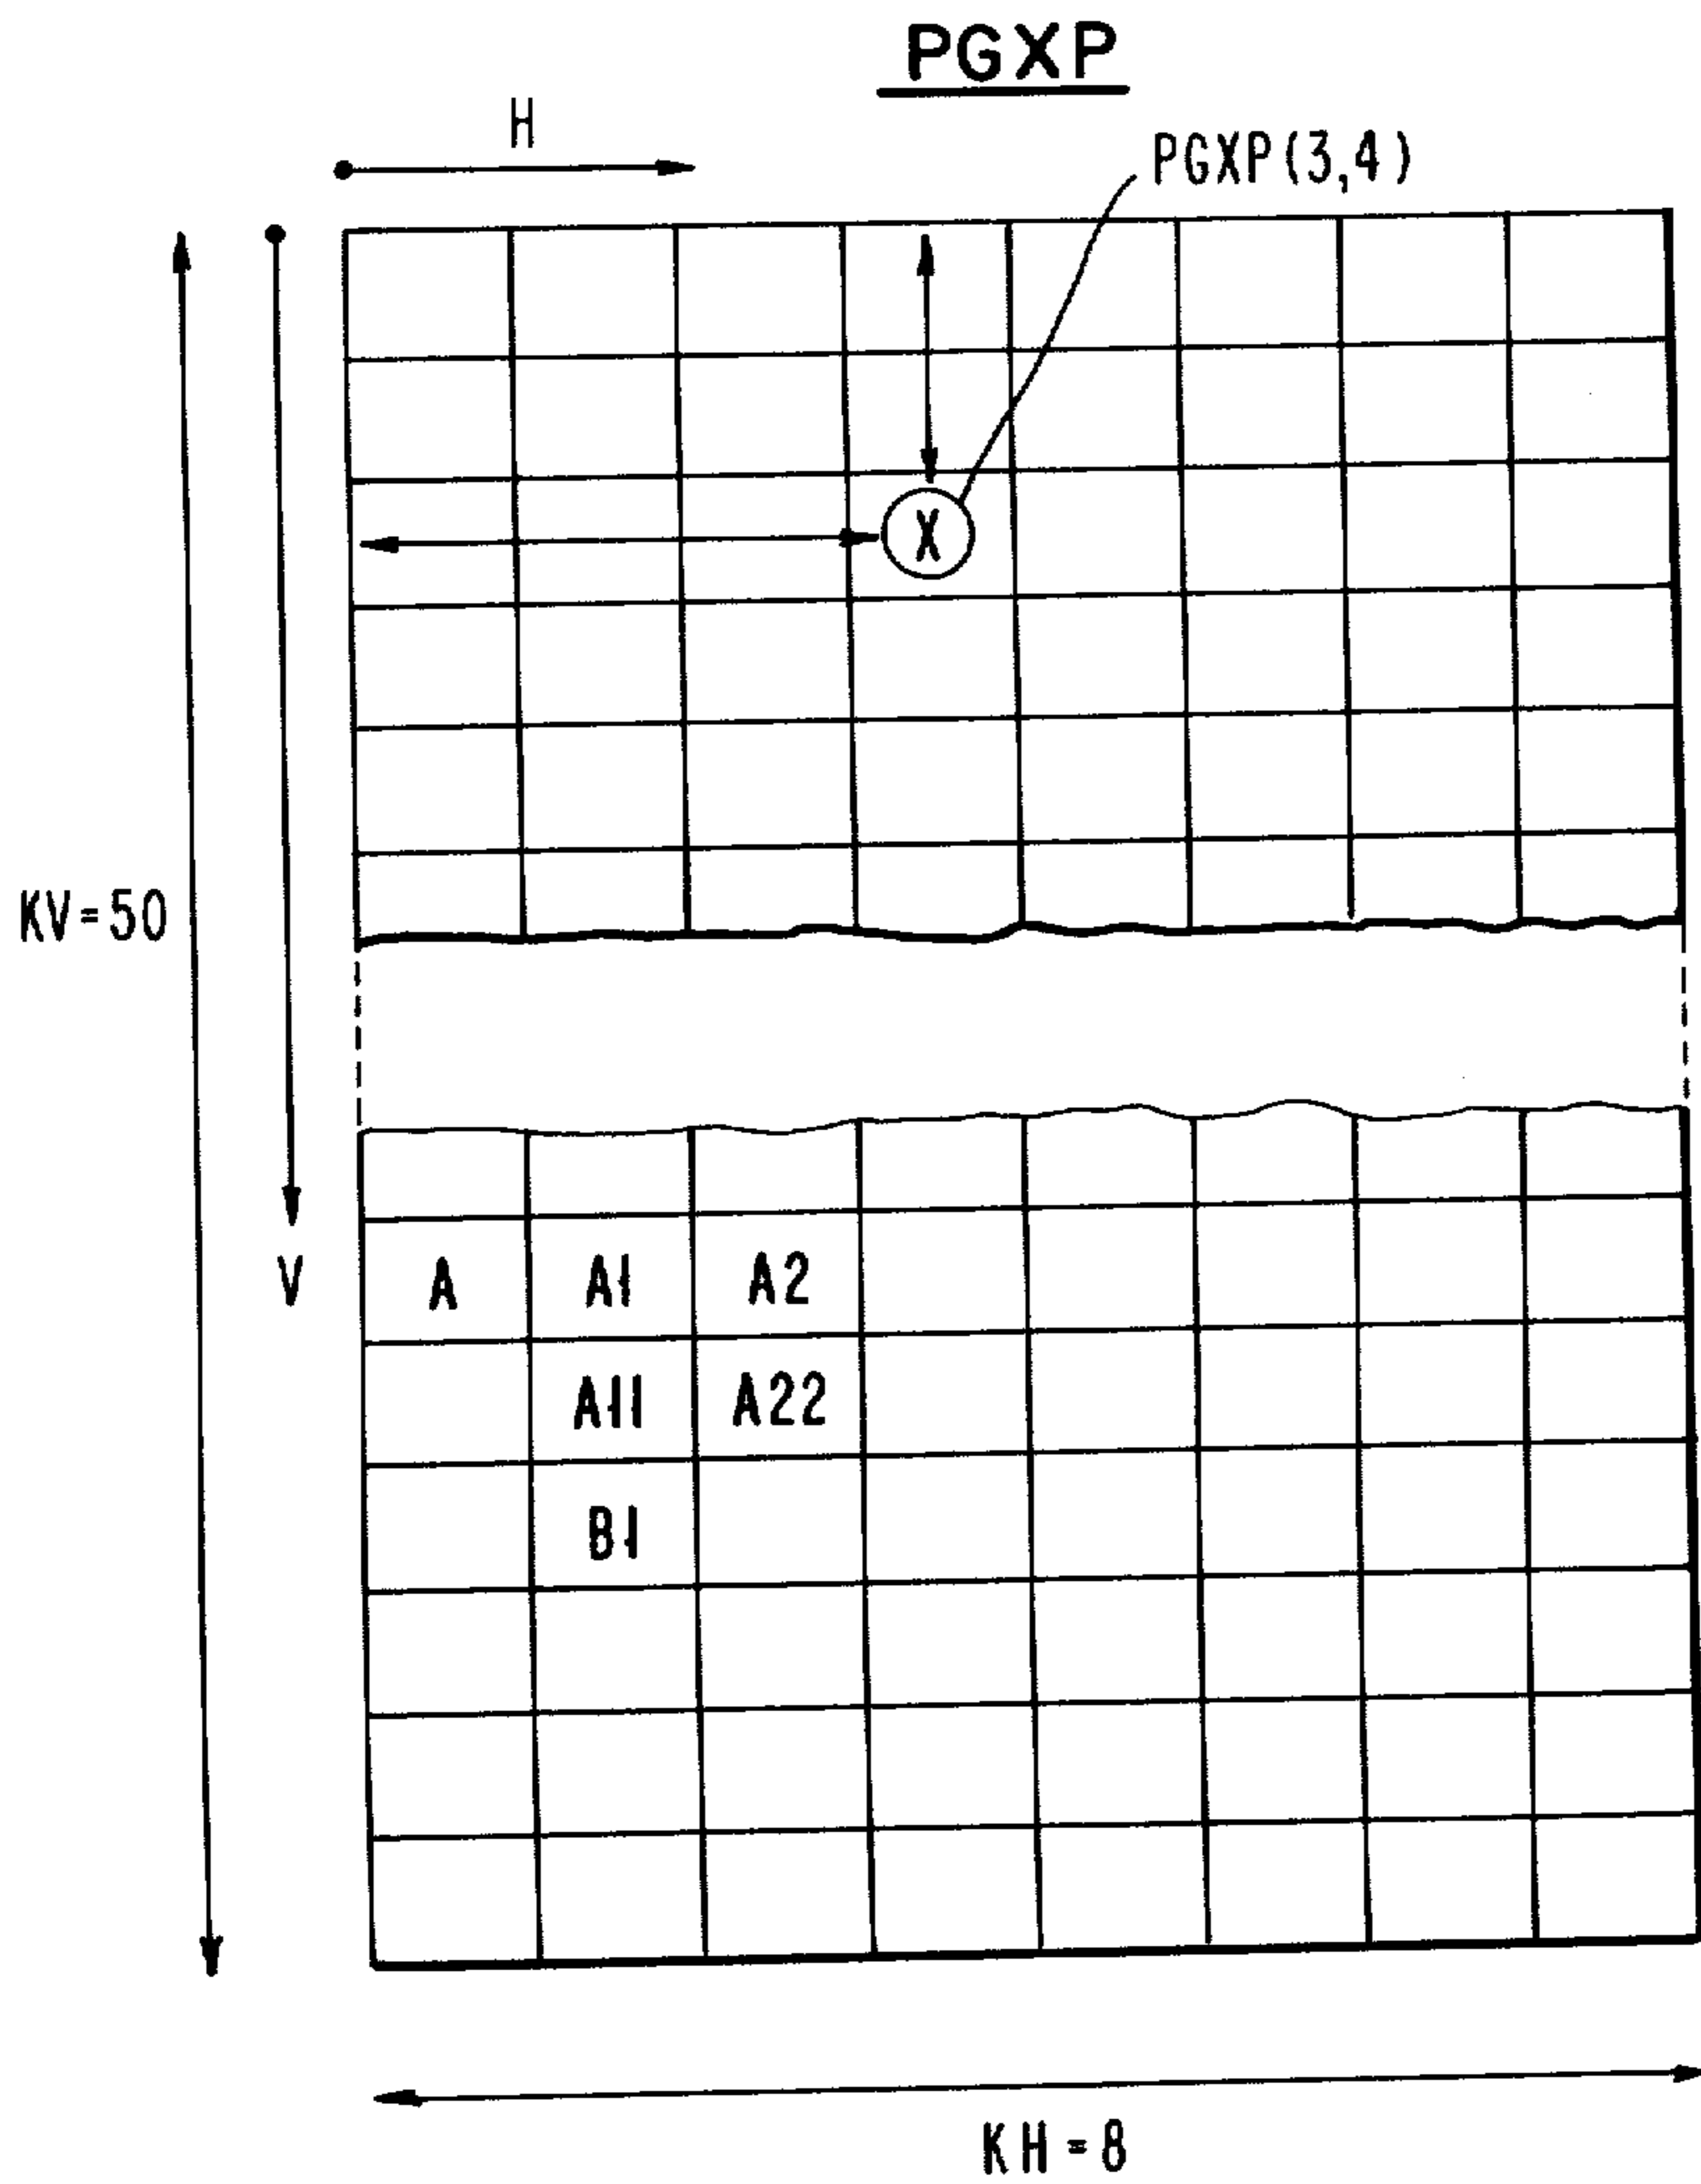 PGXP
H
PGXP(3,4)
X
KV=50
V
A A1 A2
A11 A22
B1
KH=8